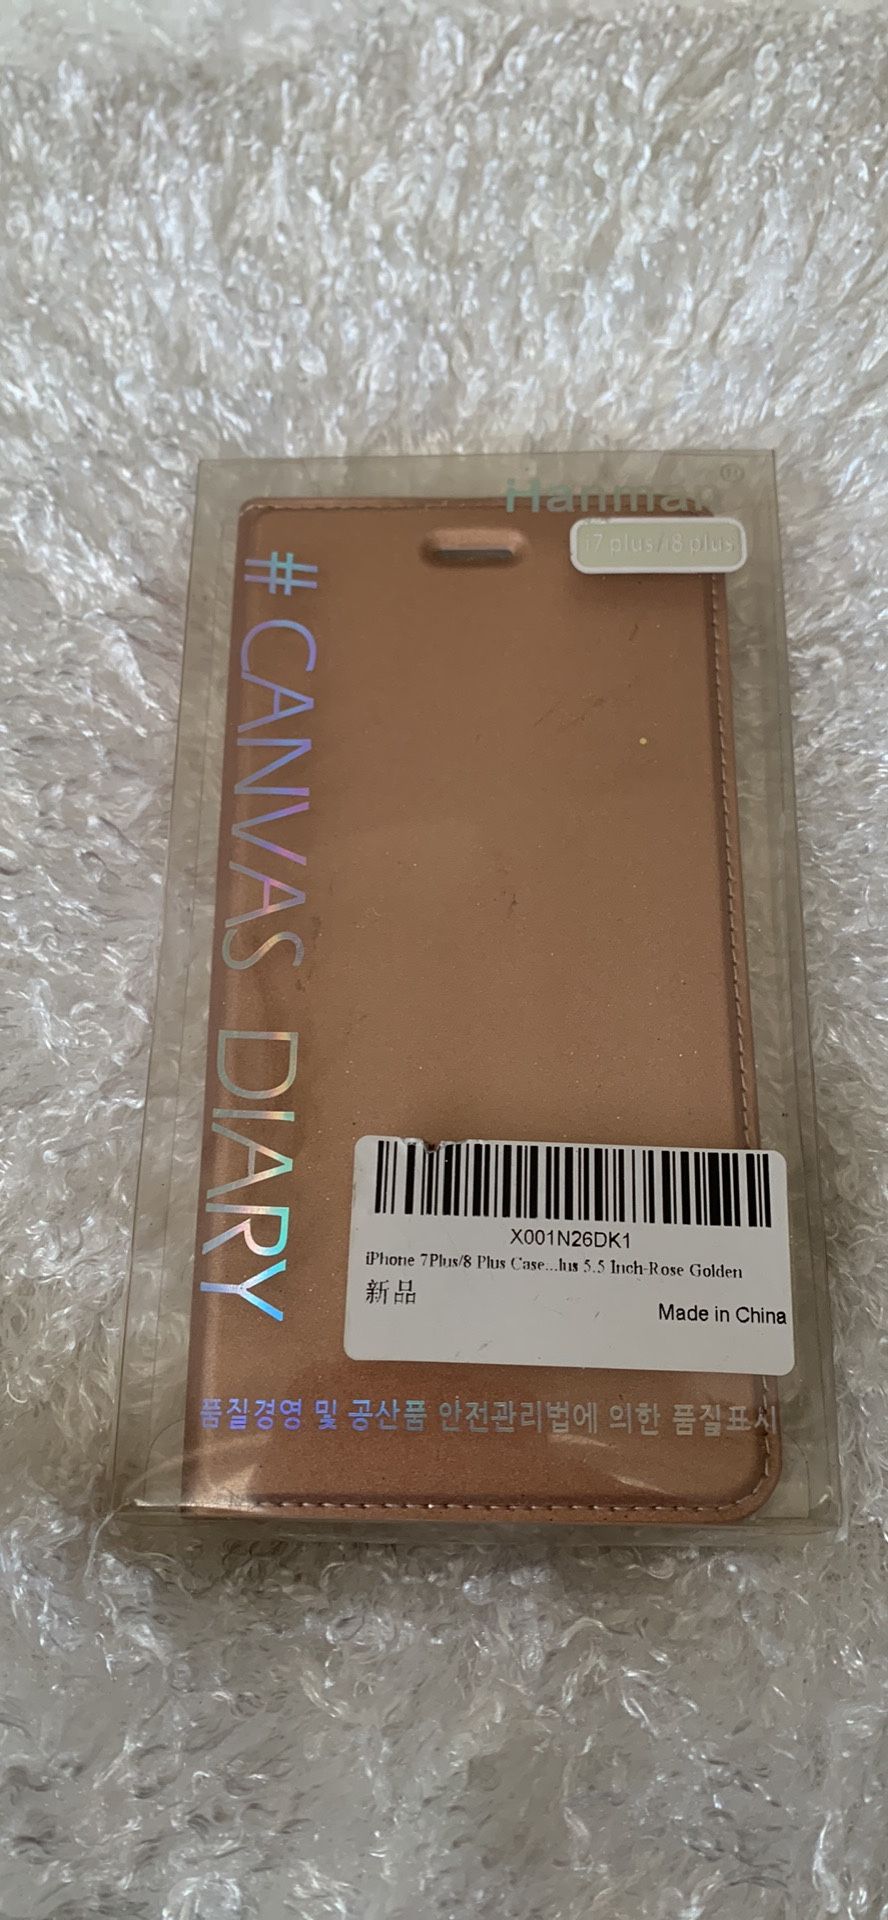 Hanman
i7 plus/i8 plus
# CANVAS DIARY
X001N26DK1
iPhone 7Plus/8 Plus Case...lus 5.5 Inch-Rose Golden
新品
Made in China
품질경영 및 공산품 안전관리법에 의한 품질표시